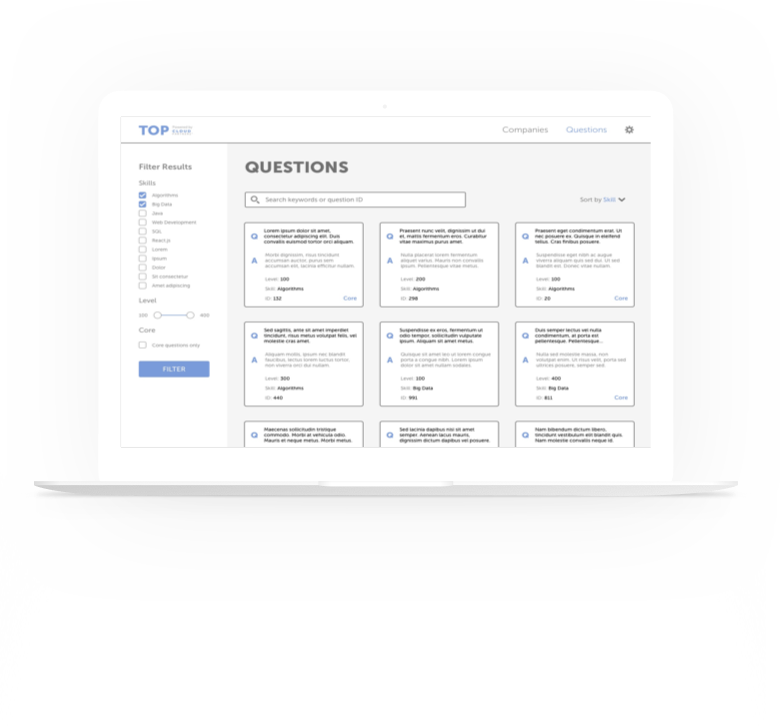 TOP
Companies
Questions
Filter Results
Skills
Algorithms
Big Data
Java
Web Development
SQL
React.js
Lorem
Ipsum
Dolor
Sit consectetur
Amet adipiscing
Level
100
400
Core
Core questions only
FILTER
QUESTIONS
Search keywords or question ID
Sort by Skill
Q
Lorem ipsum dolor sit amet,
consectetur adipiscing elit. Duis
convallis euismod tortor orci aliquam.
A
Morbi dignissim, risus tincidunt
accumsan auctor, purus sem
accumsan elit, lacinia efficitur nullam.
Level: 100
Skill: Algorithms
ID: 132
Core
Q
Praesent nunc velit, dignissim ut dui
et, mattis fermentum eros. Curabitur
vitae maximus purus amet.
A
Nulla placerat lorem fermentum
aliquet varius. Mauris non convallis
ipsum. Pellentesque vitae metus.
Level: 200
Skill: Algorithms
ID: 298
Q
Praesent eget condimentum erat. Ut
nec posuere ex. Quisque in eleifend
tellus. Cras finibus posuere.
A
Suspendisse eget nibh ac augue
viverra aliquam quis sed dui. Ut sed
blandit est. Donec vitae nullam.
Level: 100
Skill: Algorithms
ID: 20
Core
Q
Sed sagittis, ante sit amet imperdiet
tincidunt, risus metus volutpat felis, vel
molestie cras amet.
A
Aliquam mollis, ipsum nec blandit
faucibus, lectus lorem luctus tortor,
non viverra orci dui nullam.
Level: 300
Skill: Algorithms
ID: 440
Q
Suspendisse ex eros, fermentum ut
odio tempor, sollicitudin vulputate
ipsum. Aliquam sit amet metus.
A
Quisque sit amet leo ut lorem congue
porta a congue nibh. Lorem ipsum
dolor sit amet nullam sodales.
Level: 100
Skill: Big Data
ID: 991
Q
Duis semper lectus vel nulla
condimentum, at porta est
pellentesque. Pellentesque...
A
Nulla sed molestie massa, non
volutpat enim. Ut risus velit, porta sed
ultrices posuere, semper sed
Level: 400
Skill: Big Data
ID: 811
Core
Q
Maecenas sollicitudin tristique
commodo. Morbi at vehicula odio.
Mauris et neque metus. Morbi metus.
Q
Sed lacinia dapibus nisi sit amet
semper. Aenean lacus mauris,
dignissim dictum dapibus vel posuere.
Q
Nam bibendum dictum libero,
tincidunt vestibulum elit blandit quis.
Nam molestie convallis neque id.